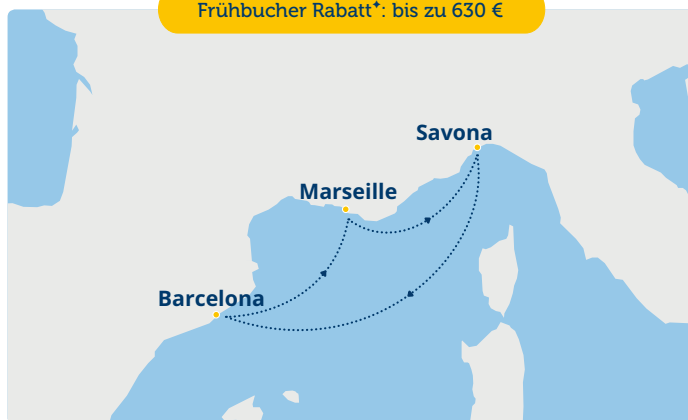 Frühbucher Rabatt✦: bis zu 630 €
Savona
Marseille
Barcelona